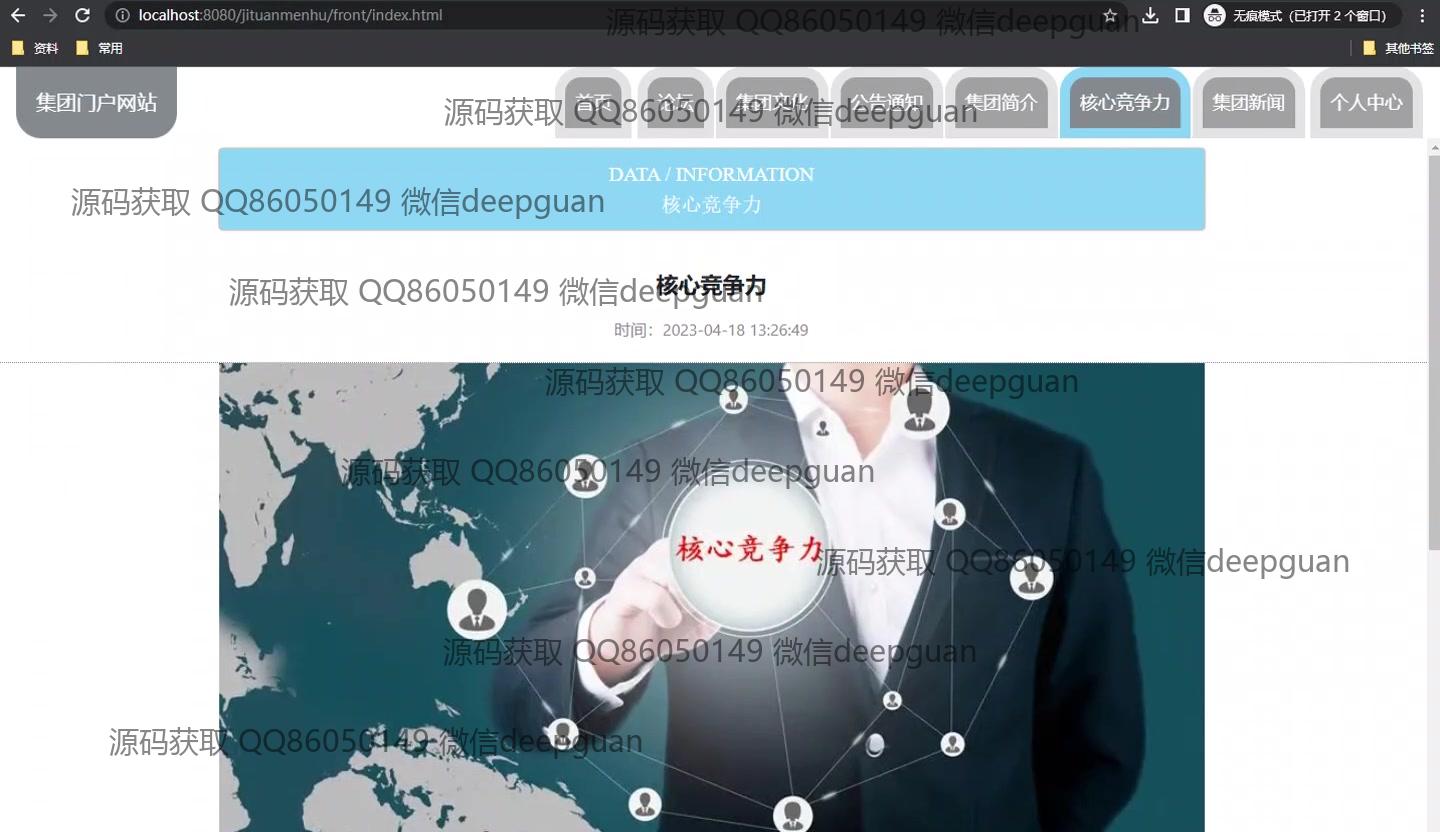 localhost:8080/jituanmenhu/front/index.html
无痕模式（已打开 2 个窗口）
源码获取 QQ86050149 微信deepguan
资料 常用 其他书签
集团门户网站 首页 论坛 集团文化 公告通知 集团简介 核心竞争力 集团新闻 个人中心
源码获取 QQ86050149 微信deepguan
DATA / INFORMATION
源码获取 QQ86050149 微信deepguan
核心竞争力
核心竞争力
源码获取 QQ86050149 微信deepguan
时间：2023-04-18 13:26:49
源码获取 QQ86050149 微信deepguan
源码获取 QQ86050149 微信deepguan
核心竞争力
源码获取 QQ86050149 微信deepguan
源码获取 QQ86050149 微信deepguan
源码获取 QQ86050149 微信deepguan